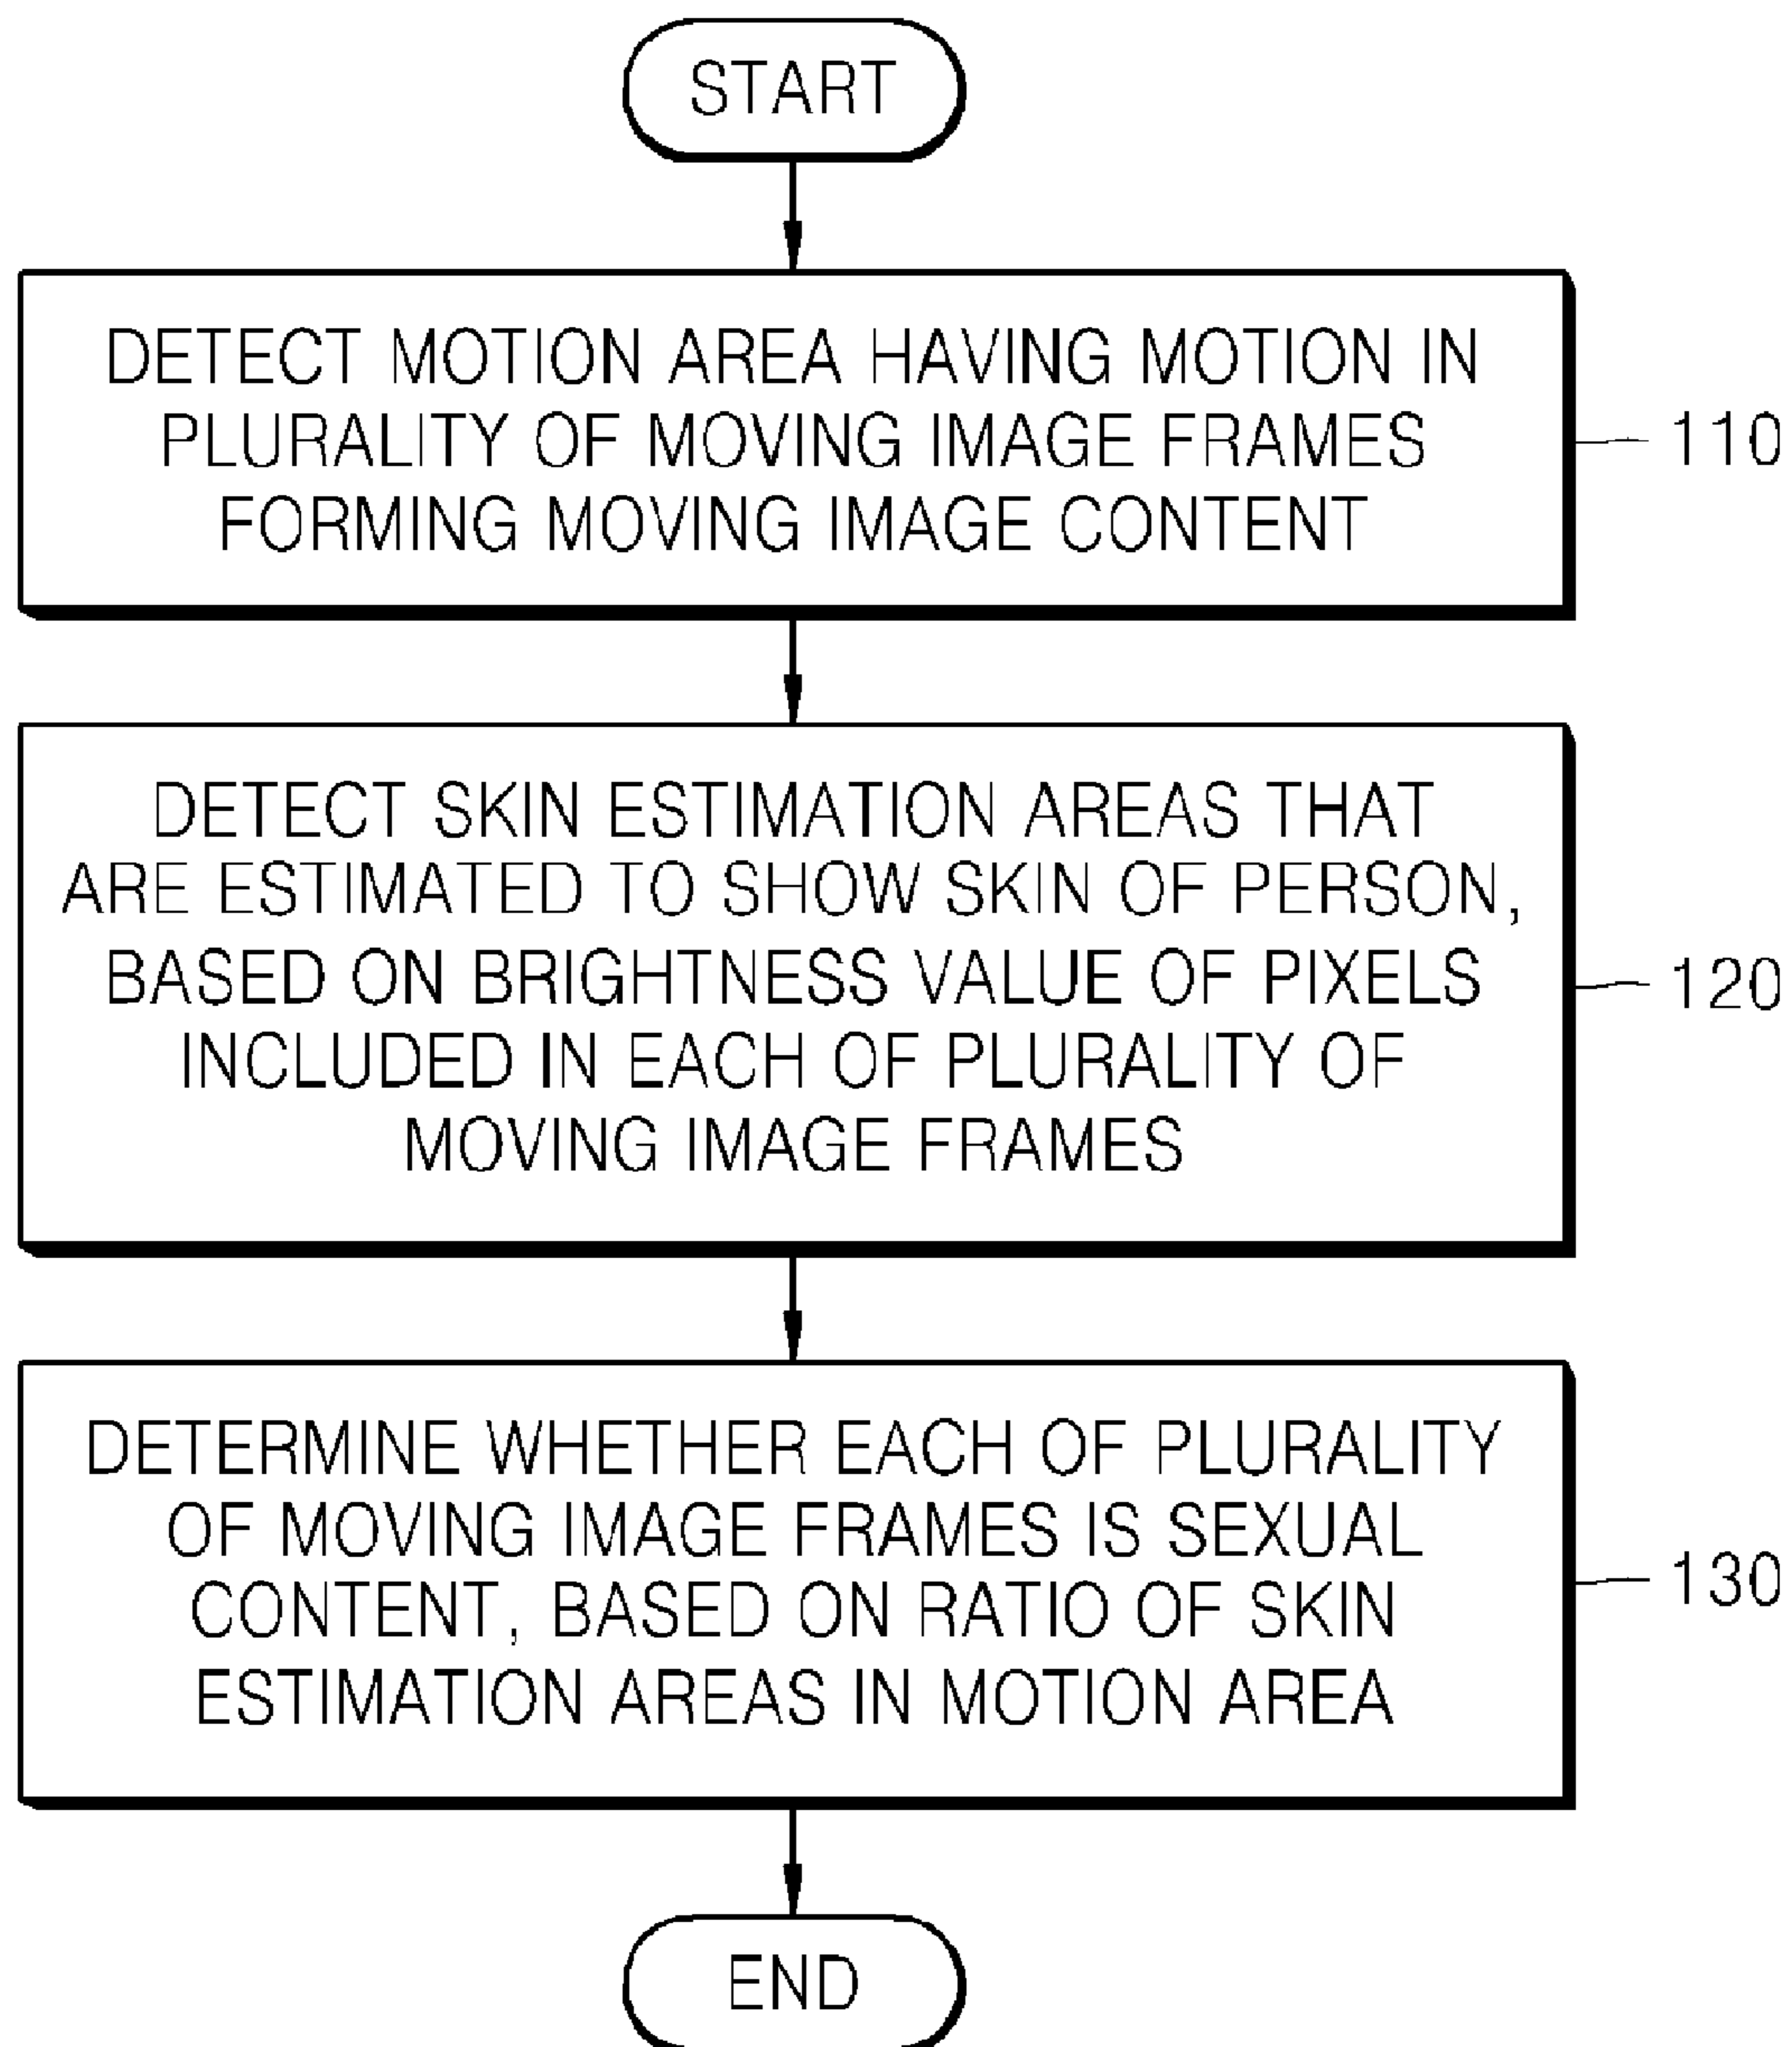 START
DETECT MOTION AREA HAVING MOTION IN
PLURALITY OF MOVING IMAGE FRAMES
FORMING MOVING IMAGE CONTENT
110
DETECT SKIN ESTIMATION AREAS THAT
ARE ESTIMATED TO SHOW SKIN OF PERSON,
BASED ON BRIGHTNESS VALUE OF PIXELS
INCLUDED IN EACH OF PLURALITY OF
MOVING IMAGE FRAMES
120
DETERMINE WHETHER EACH OF PLURALITY
OF MOVING IMAGE FRAMES IS SEXUAL
CONTENT, BASED ON RATIO OF SKIN
ESTIMATION AREAS IN MOTION AREA
130
END